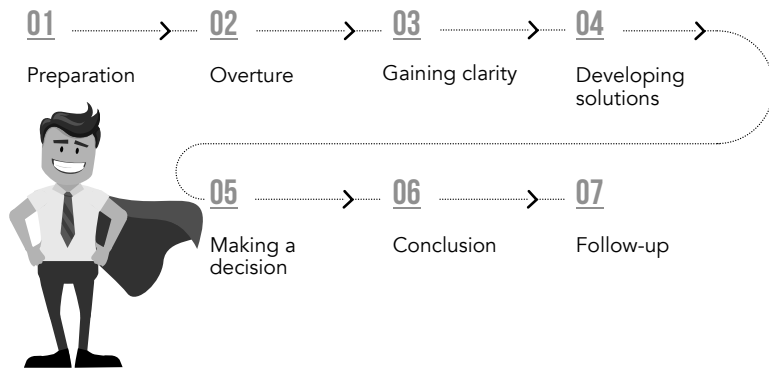 01
02
03
04
Preparation
Overture
Gaining clarity
Developing
solutions
05
06
07
Making a
decision
Conclusion
Follow-up